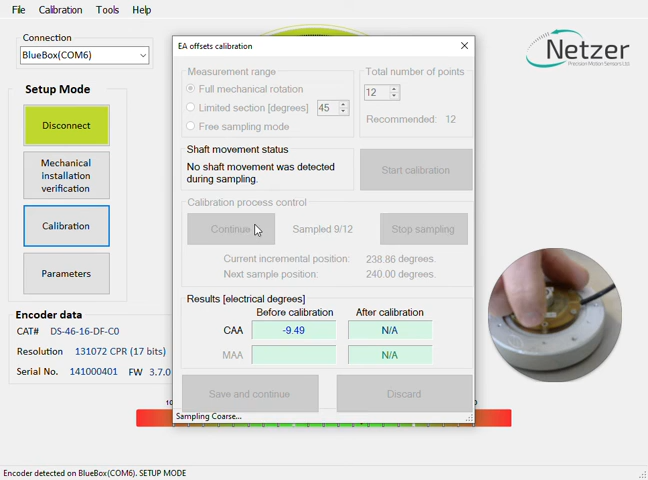 File Calibration Tools Help
Connection
BlueBox(COM6)
Setup Mode
Disconnect
Mechanical
installation
verification
Calibration
Parameters
Encoder data
CAT# DS-46-16-DF-C0
Resolution 131072 CPR (17 bits)
Serial No. 141000401 FW 3.7.0
EA offsets calibration
Measurement range
Full mechanical rotation
Limited section [degrees] 45
Free sampling mode
Total number of points
12
Recommended: 12
Shaft movement status
No shaft movement was detected
during sampling.
Start calibration
Calibration process control
Continue Sampled 9/12 Stop sampling
Current incremental position: 238.86 degrees.
Next sample position: 240.00 degrees.
Results [electrical degrees]
Before calibration After calibration
CAA -9.49 N/A
MAA N/A
Save and continue Discard
Sampling Coarse...
Netzer
Precision Motion Sensors Ltd.
Encoder detected on BlueBox(COM6). SETUP MODE